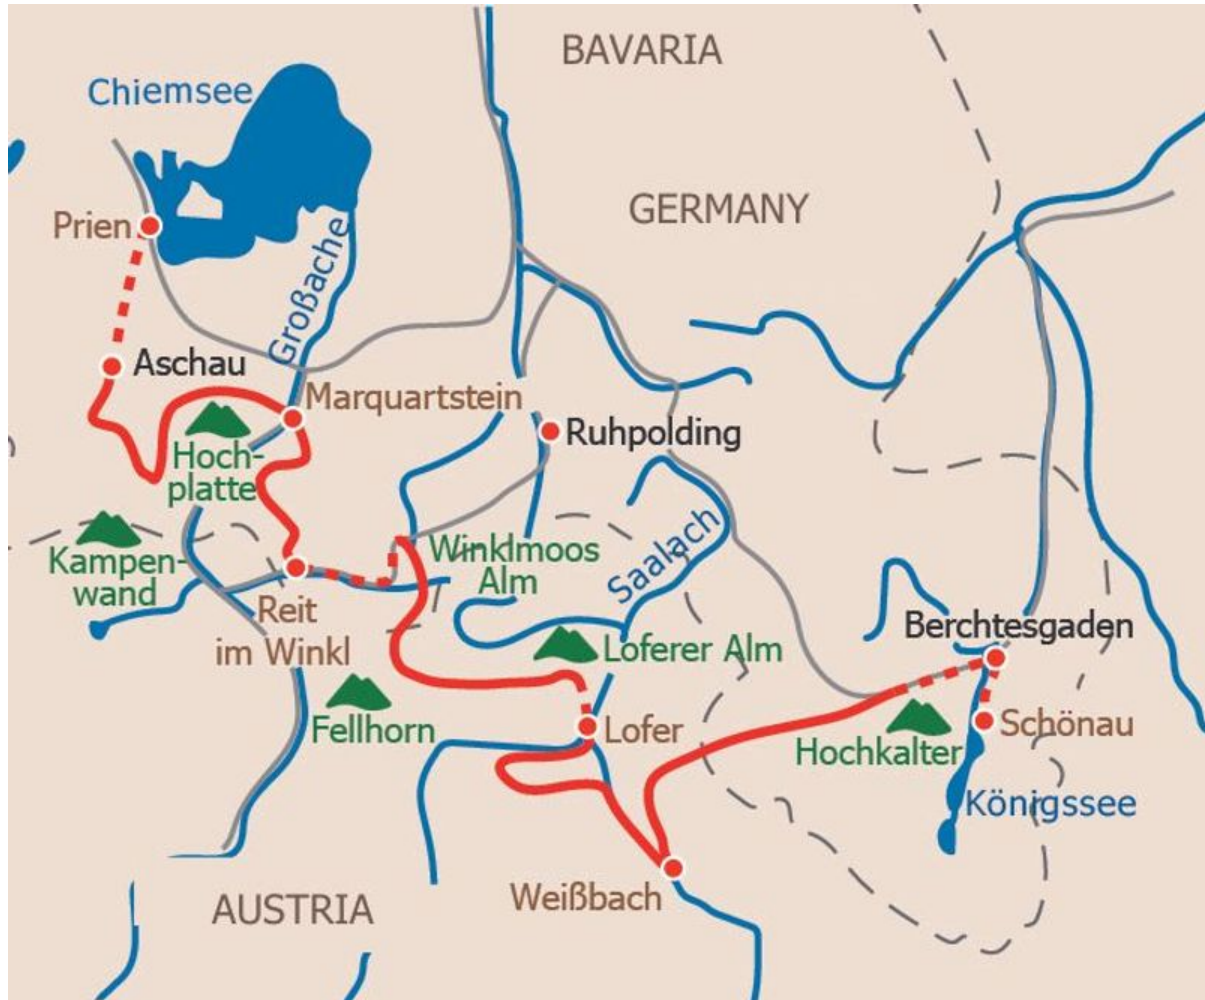 BAVARIA
Chiemsee
GERMANY
Prien
Großache
Aschau
Marquartstein
Ruhpolding
Hoch-
platte
Kampen-
wand
Winklmoos
Alm
Saalach
Reit
im Winkl
Berchtesgaden
Loferer Alm
Fellhorn
Lofer
Schönau
Hochkalter
Königssee
Weißbach
AUSTRIA